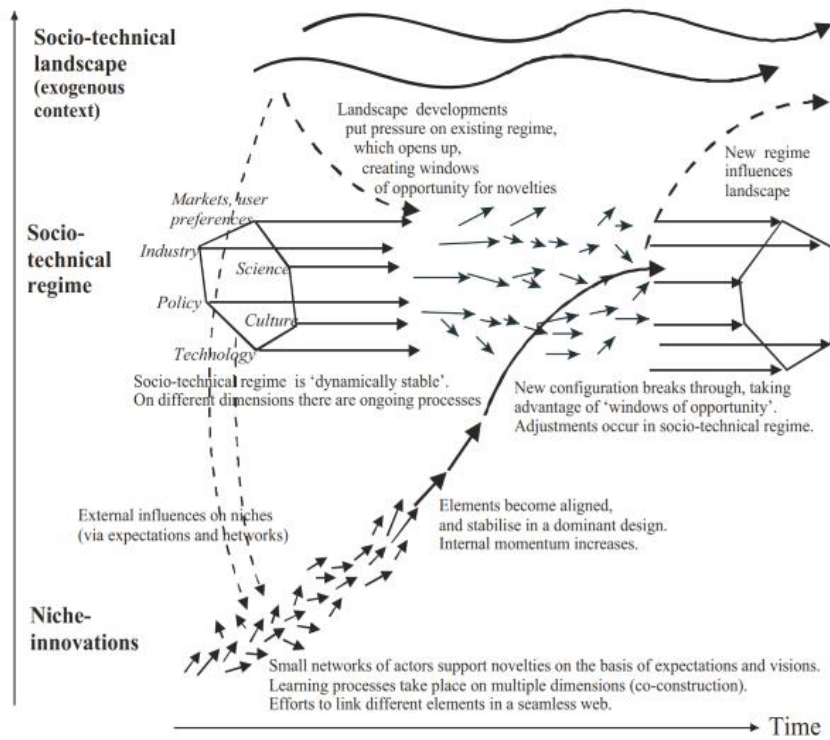 Socio-technical
landscape
(exogenous
context)
Landscape developments
put pressure on existing regime,
which opens up,
creating windows
of opportunity for novelties
New regime
influences
landscape
Markets, user
preferences
Industry
Science
Policy
Culture
Technology
Socio-
technical
regime
Socio-technical regime is ‘dynamically stable’.
On different dimensions there are ongoing processes
New configuration breaks through, taking
advantage of ‘windows of opportunity’.
Adjustments occur in socio-technical regime.
External influences on niches
(via expectations and networks)
Elements become aligned,
and stabilise in a dominant design.
Internal momentum increases.
Niche-
innovations
Small networks of actors support novelties on the basis of expectations and visions.
Learning processes take place on multiple dimensions (co-construction).
Efforts to link different elements in a seamless web.
Time